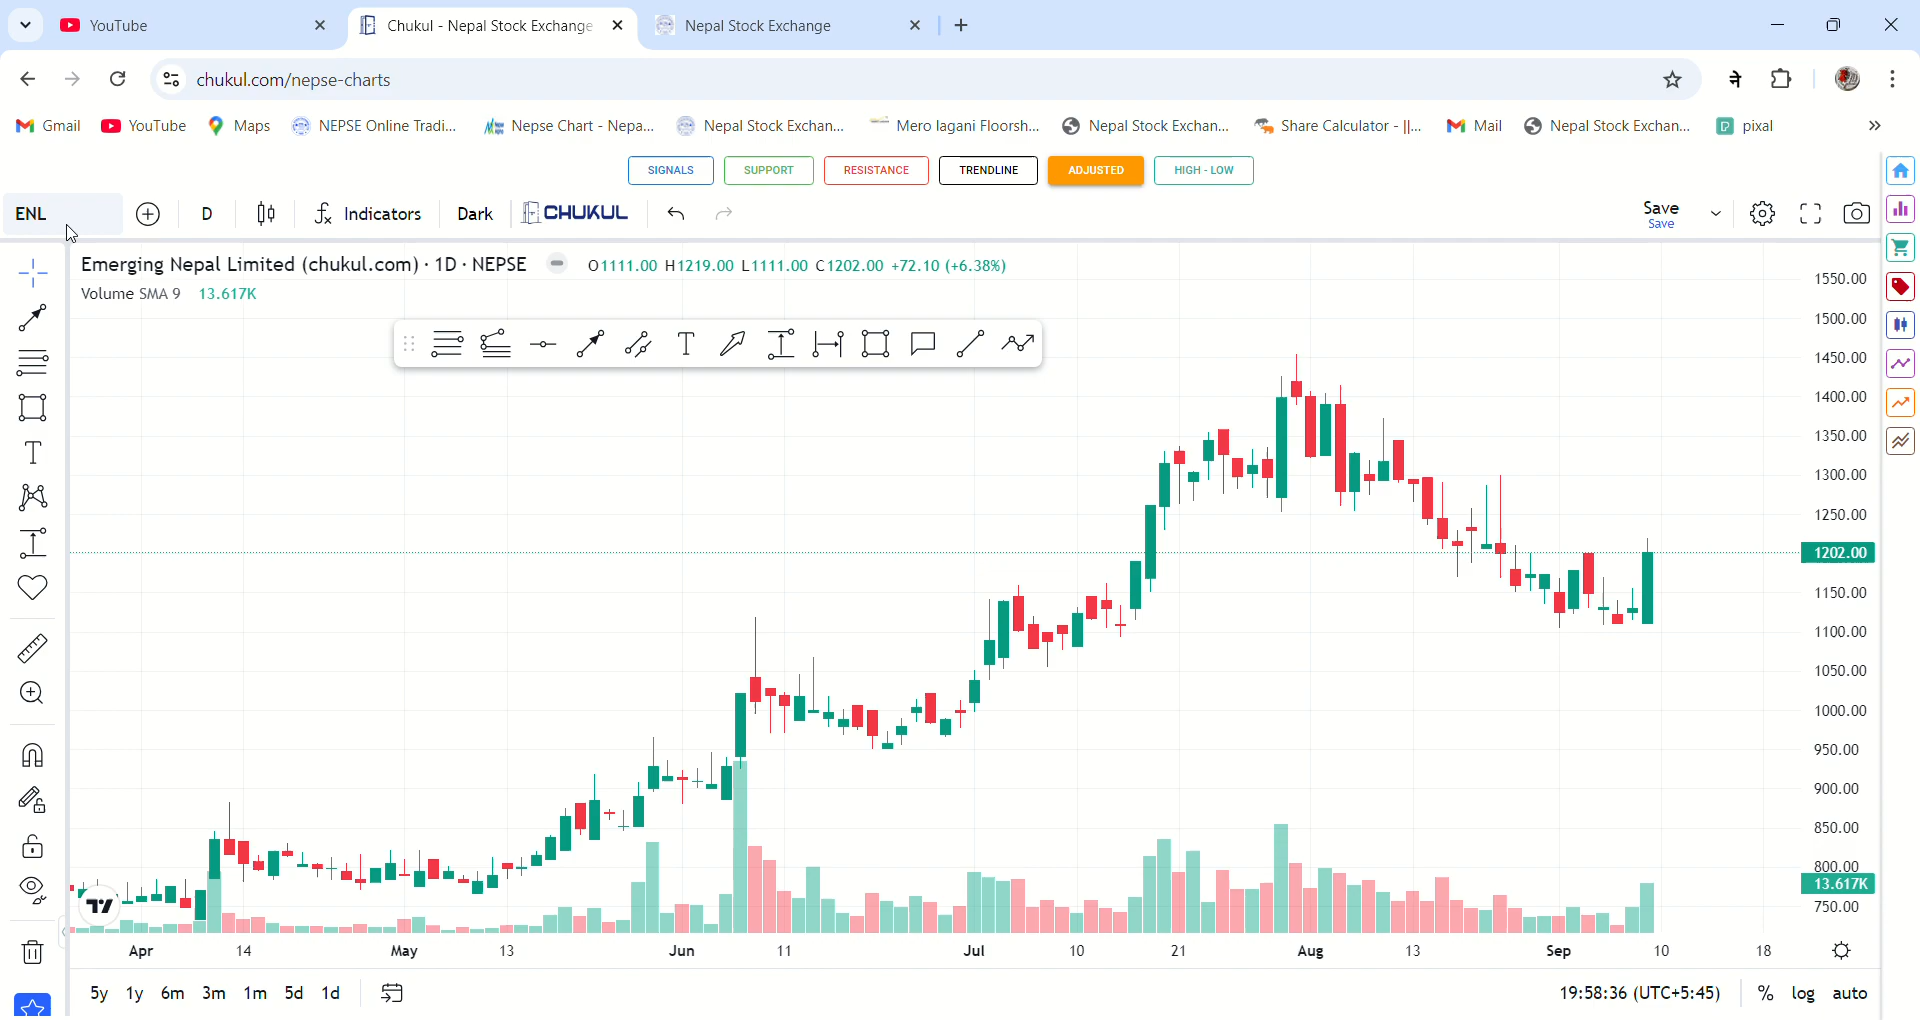 YouTube
Chukul - Nepal Stock Exchange
Nepal Stock Exchange
chukul.com/nepse-charts
ने
Gmail
YouTube
Maps
NEPSE Online Tradi...
Nepse Chart - Nepa...
Nepal Stock Exchan...
Mero lagani Floorsh...
Nepal Stock Exchan...
Share Calculator - ||...
Mail
Nepal Stock Exchan...
pixal
SIGNALS
SUPPORT
RESISTANCE
TRENDLINE
ADJUSTED
HIGH - LOW
ENL
D
Indicators
Dark
CHUKUL
Save
Save
Emerging Nepal Limited (chukul.com) · 1D · NEPSE
O1111.00 H1219.00 L1111.00 C1202.00 +72.10 (+6.38%)
Volume SMA 9 13.617K
1550.00
1500.00
1450.00
1400.00
1350.00
1300.00
1250.00
1202.00
1150.00
1100.00
1050.00
1000.00
950.00
900.00
850.00
800.00
13.617K
750.00
Apr 14 May 13 Jun 11 Jul 10 21 Aug 13 Sep 10 18
5y 1y 6m 3m 1m 5d 1d
19:58:36 (UTC+5:45)
% log auto